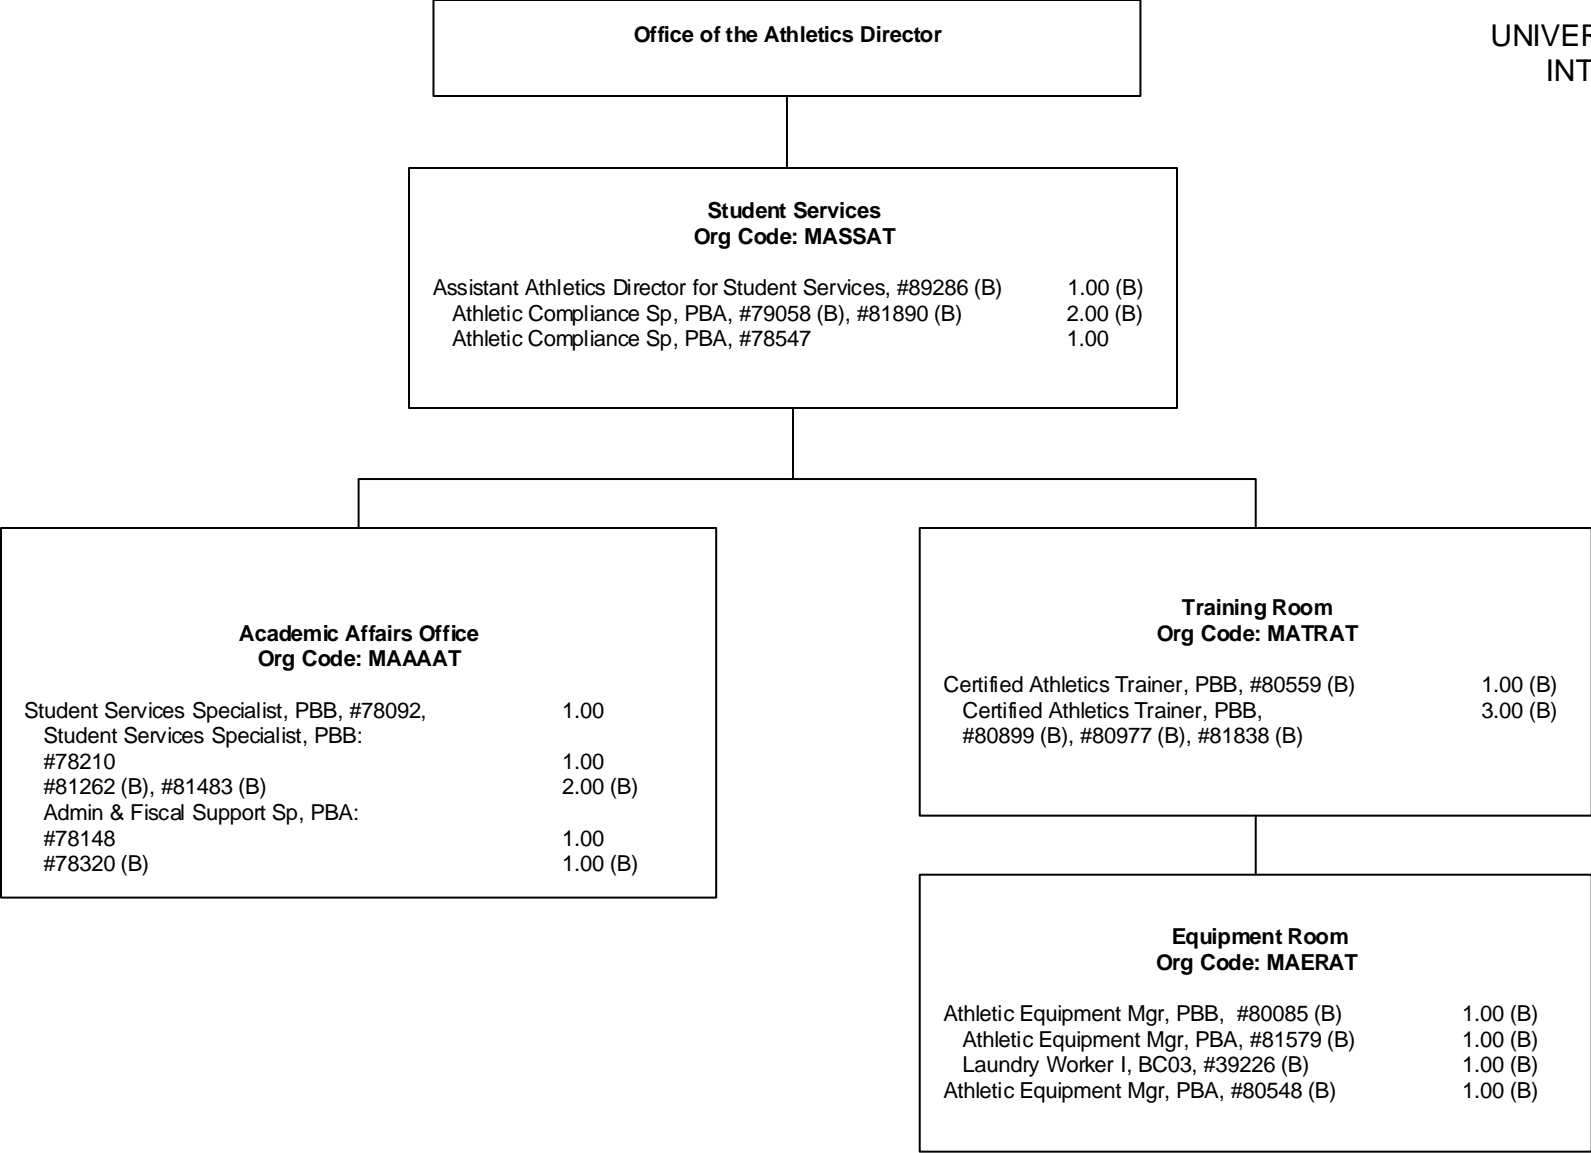 Office of the Athletics Director
UNIVER
INT
Student Services
Org Code: MASSAT
Assistant Athletics Director for Student Services, #89286 (B) 1.00 (B)
Athletic Compliance Sp, PBA, #79058 (B), #81890 (B) 2.00 (B)
Athletic Compliance Sp, PBA, #78547 1.00
Academic Affairs Office
Org Code: MAAAAT
Student Services Specialist, PBB, #78092, 1.00
Student Services Specialist, PBB:
#78210 1.00
#81262 (B), #81483 (B) 2.00 (B)
Admin & Fiscal Support Sp, PBA:
#78148 1.00
#78320 (B) 1.00 (B)
Training Room
Org Code: MATRAT
Certified Athletics Trainer, PBB, #80559 (B) 1.00 (B)
Certified Athletics Trainer, PBB, 3.00 (B)
#80899 (B), #80977 (B), #81838 (B)
Equipment Room
Org Code: MAERAT
Athletic Equipment Mgr, PBB, #80085 (B) 1.00 (B)
Athletic Equipment Mgr, PBA, #81579 (B) 1.00 (B)
Laundry Worker I, BC03, #39226 (B) 1.00 (B)
Athletic Equipment Mgr, PBA, #80548 (B) 1.00 (B)